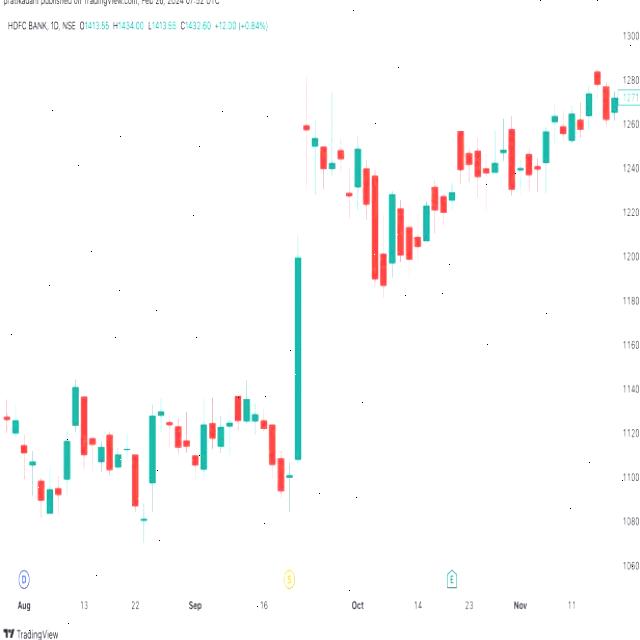 pratikadani published on TradingView.com, Feb 26, 2024 07:52 UTC
HDFC BANK, 1D, NSE O1413.55 H1434.00 L1413.55 C1432.60 +12.00 (+0.84%)
1300
1280
1271
1260
1240
1220
1200
1180
1160
1140
1120
1100
1080
1060
D S E
Aug 13 22 Sep 16 Oct 14 23 Nov 11
TradingView